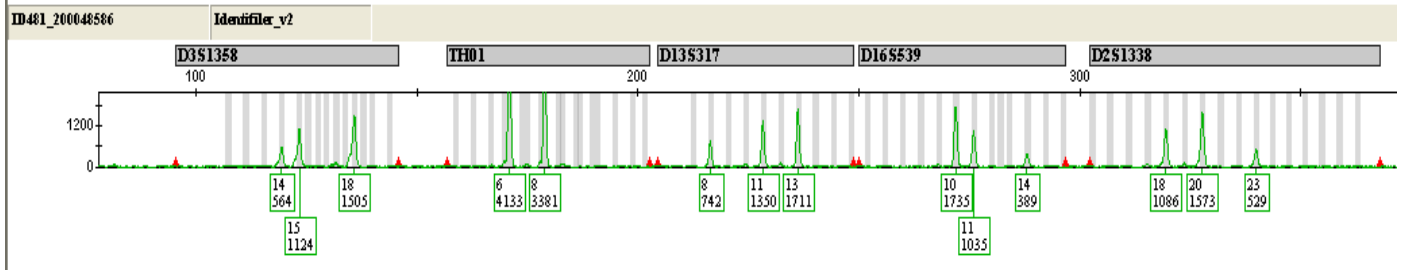 ID481_200048586 Identifiler_v2
D3S1358 TH01 D13S317 D16S539 D2S1338
100 200 300
1200
0
14 18 6 8 8 11 13 10 14 18 20 23
564 1505 4133 3381 742 1350 1711 1735 389 1086 1573 529
15 11
1124 1035